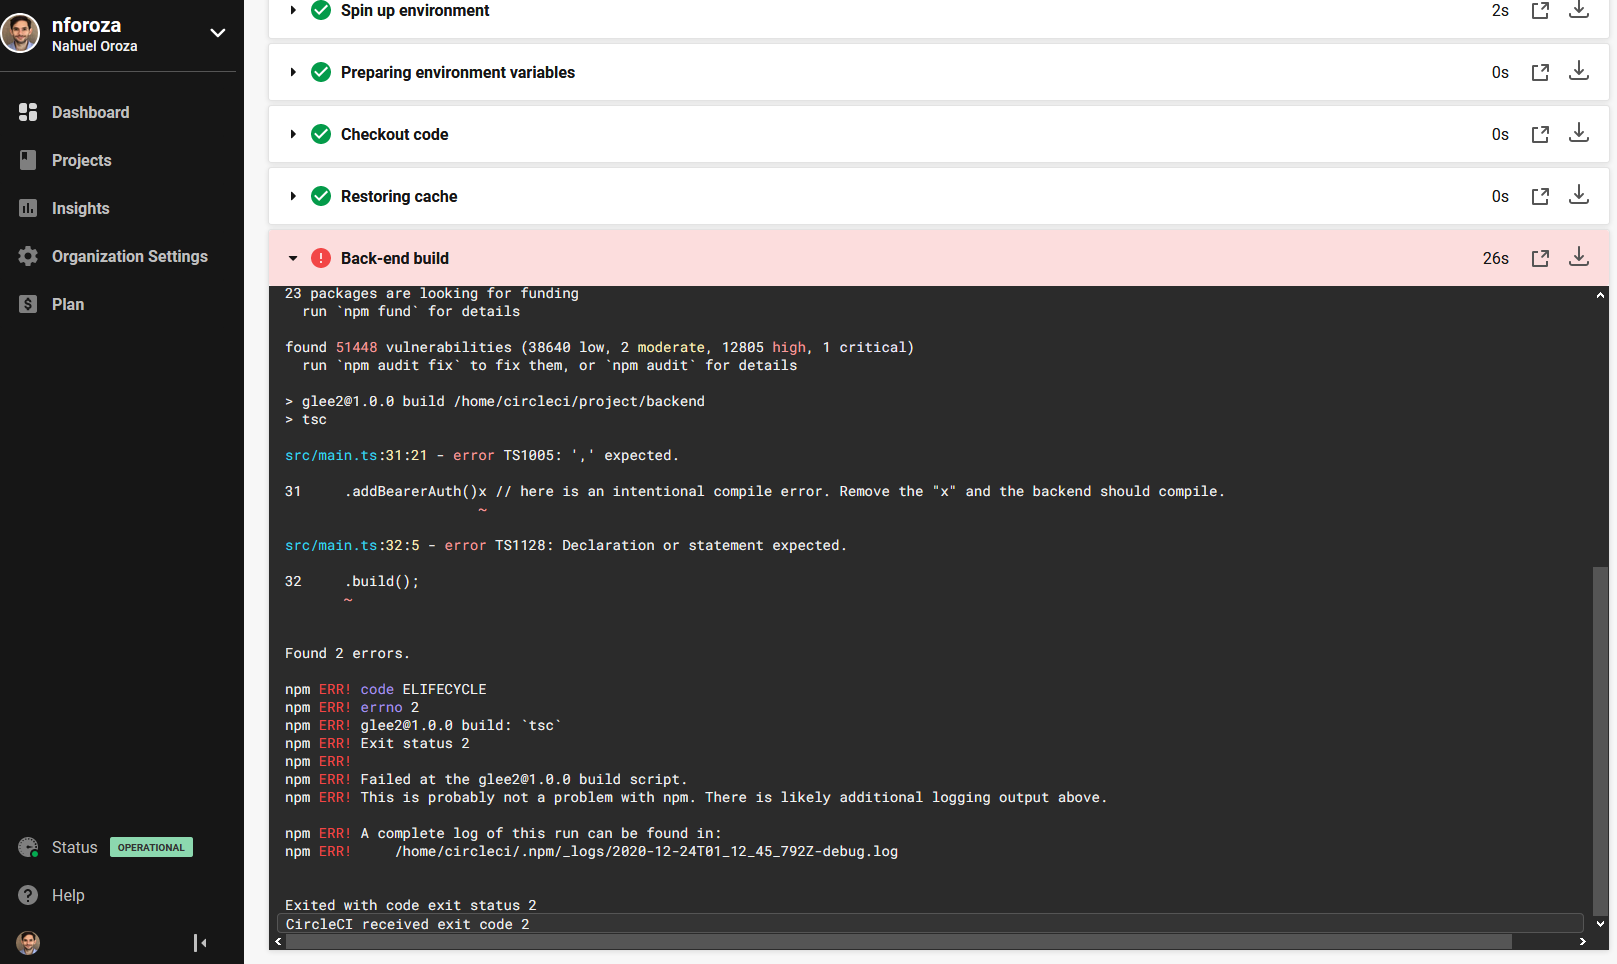 nforoza
Nahuel Oroza
Dashboard
Projects
Insights
Organization Settings
Plan
Status OPERATIONAL
Help
Spin up environment 2s
Preparing environment variables 0s
Checkout code 0s
Restoring cache 0s
Back-end build 26s
23 packages are looking for funding
run `npm fund` for details
found 51448 vulnerabilities (38640 low, 2 moderate, 12805 high, 1 critical)
run `npm audit fix` to fix them, or `npm audit` for details
> glee2@1.0.0 build /home/circleci/project/backend
> tsc
src/main.ts:31:21 - error TS1005: ',' expected.
31     .addBearerAuth()x // here is an intentional compile error. Remove the "x" and the backend should compile.
~
src/main.ts:32:5 - error TS1128: Declaration or statement expected.
32     .build();
~
Found 2 errors.
npm ERR! code ELIFECYCLE
npm ERR! errno 2
npm ERR! glee2@1.0.0 build: `tsc`
npm ERR! Exit status 2
npm ERR!
npm ERR! Failed at the glee2@1.0.0 build script.
npm ERR! This is probably not a problem with npm. There is likely additional logging output above.
npm ERR! A complete log of this run can be found in:
npm ERR!     /home/circleci/.npm/_logs/2020-12-24T01_12_45_792Z-debug.log
Exited with code exit status 2
CircleCI received exit code 2